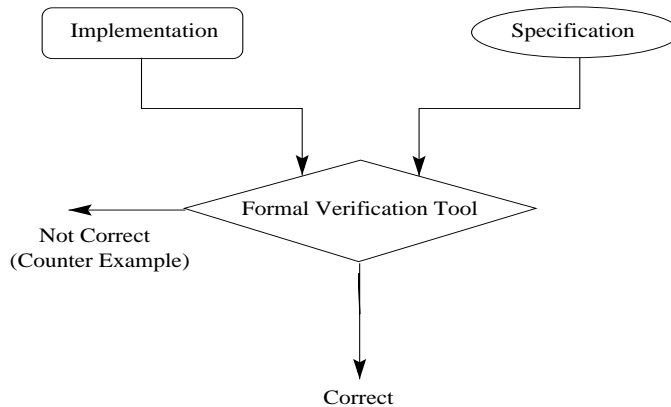 Implementation
Specification
Formal Verification Tool
Not Correct
(Counter Example)
Correct